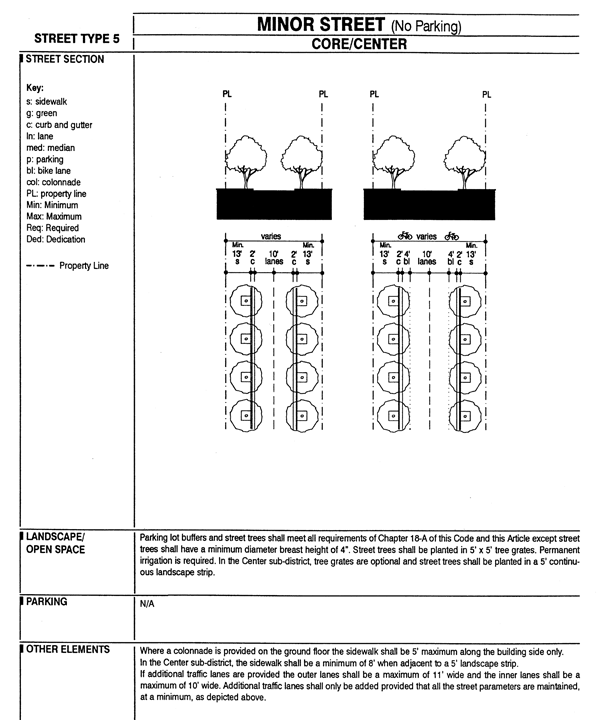 MINOR STREET (No Parking)
STREET TYPE 5
CORE/CENTER
STREET SECTION
Key:
s: sidewalk
g: green
c: curb and gutter
ln: lane
med: median
p: parking
bl: bike lane
col: colonnade
PL: property line
Min: Minimum
Max: Maximum
Req: Required
Ded: Dedication
Property Line
PL PL PL PL
varies
Min. Min.
13' 2' 10' 2' 13'
s c lanes c s
varies
Min. Min.
13' 2' 4' 10' 4' 2' 13'
s c bl lanes bl c s
LANDSCAPE/
OPEN SPACE
Parking lot buffers and street trees shall meet all requirements of Chapter 18-A of this Code and this Article except street
trees shall have a minimum diameter breast height of 4". Street trees shall be planted in 5' x 5' tree grates. Permanent
irrigation is required. In the Center sub-district, tree grates are optional and street trees shall be planted in a 5' continu-
ous landscape strip.
PARKING
N/A
OTHER ELEMENTS
Where a colonnade is provided on the ground floor the sidewalk shall be 5' maximum along the building side only.
In the Center sub-district, the sidewalk shall be a minimum of 8' when adjacent to a 5' landscape strip.
If additional traffic lanes are provided the outer lanes shall be a maximum of 11' wide and the inner lanes shall be a
maximum of 10' wide. Additional traffic lanes shall only be added provided that all the street parameters are maintained,
at a minimum, as depicted above.